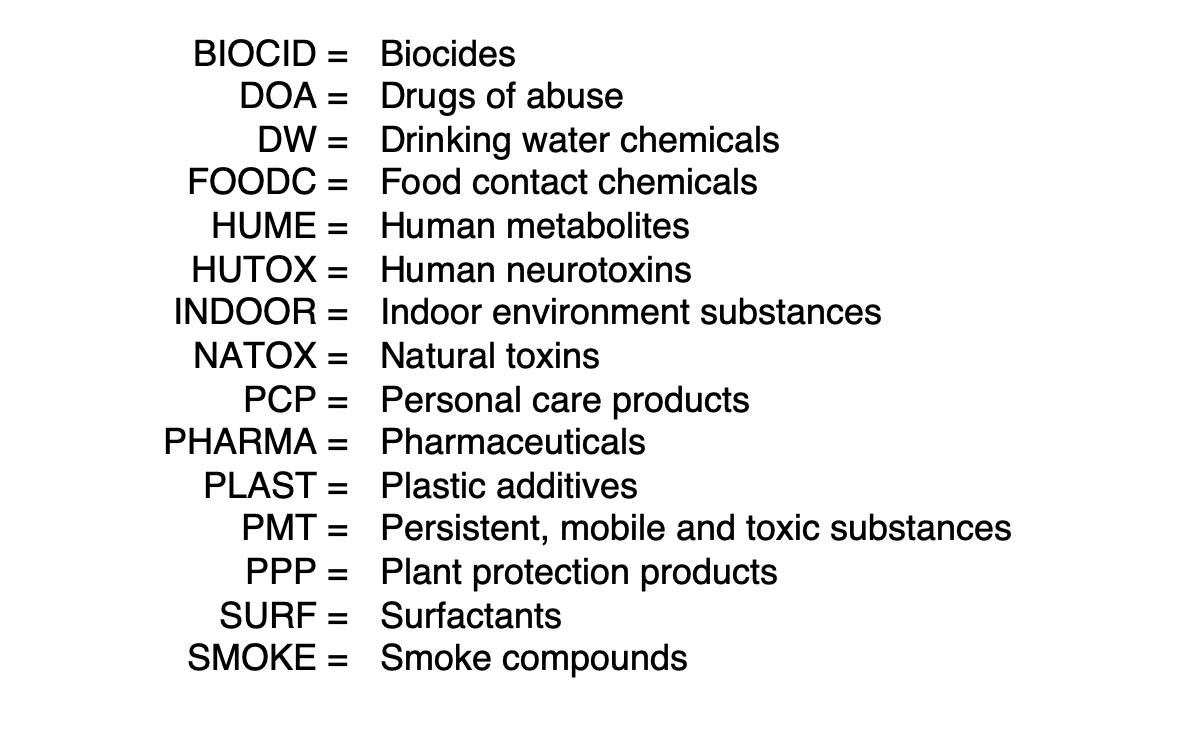 BIOCID = Biocides
DOA = Drugs of abuse
DW = Drinking water chemicals
FOODC = Food contact chemicals
HUME = Human metabolites
HUTOX = Human neurotoxins
INDOOR = Indoor environment substances
NATOX = Natural toxins
PCP = Personal care products
PHARMA = Pharmaceuticals
PLAST = Plastic additives
PMT = Persistent, mobile and toxic substances
PPP = Plant protection products
SURF = Surfactants
SMOKE = Smoke compounds